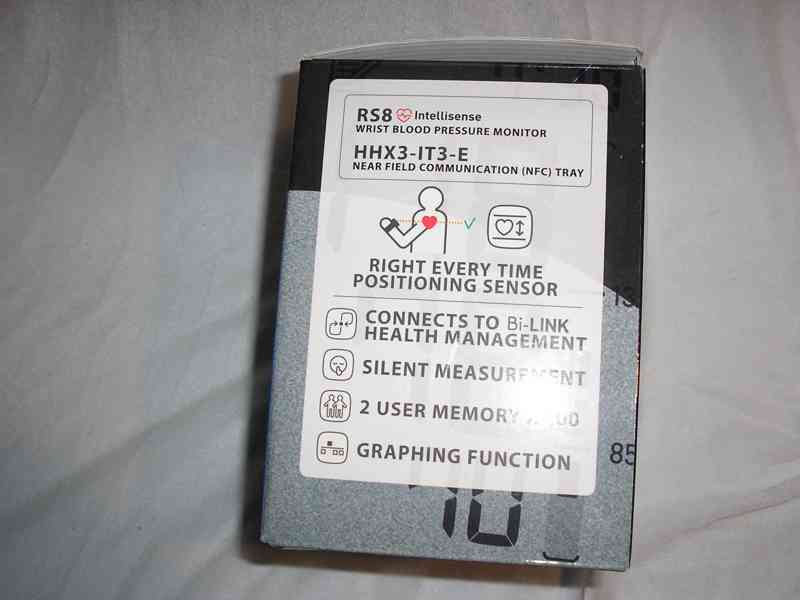 RS8 Intellisense
WRIST BLOOD PRESSURE MONITOR
HHX3-IT3-E
NEAR FIELD COMMUNICATION (NFC) TRAY
RIGHT EVERY TIME
POSITIONING SENSOR
CONNECTS TO Bi-LINK
HEALTH MANAGEMENT
SILENT MEASUREMENT
2 USER MEMORY
GRAPHING FUNCTION
85